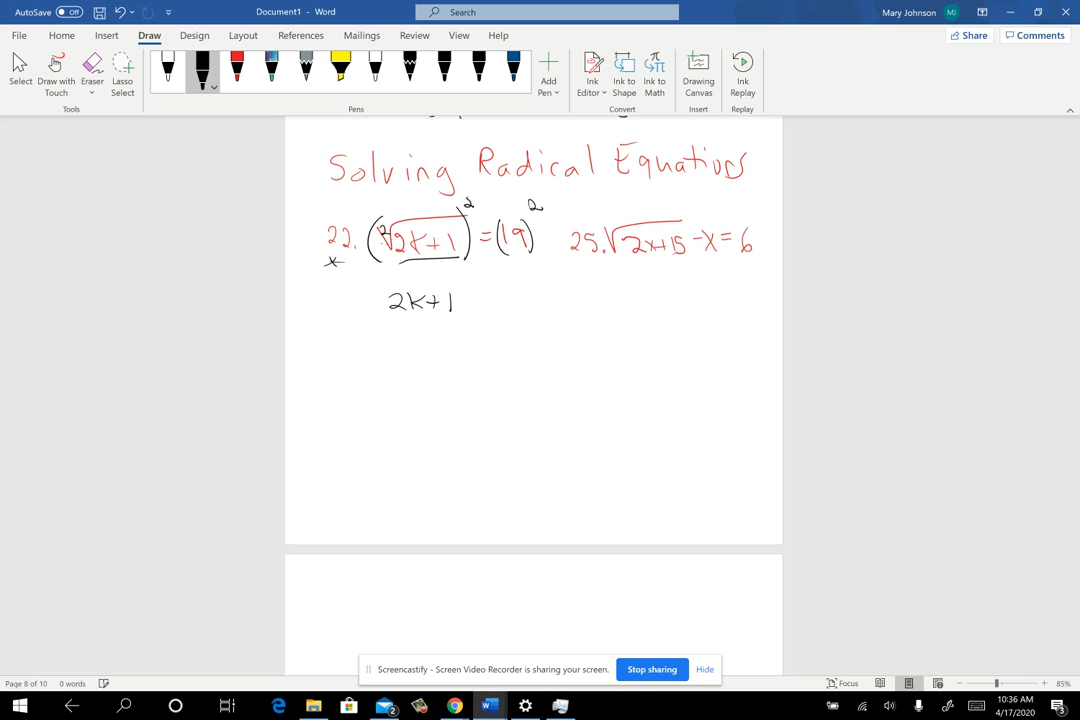 AutoSave Off Document1 - Word Search Mary Johnson MJ
File Home Insert Draw Design Layout References Mailings Review View Help Share Comments
Select Draw with Touch Eraser Lasso Select Add Pen Ink Editor Ink to Shape Ink to Math Drawing Canvas Ink Replay
Tools Pens Convert Insert Replay
Solving Radical Equations
22. (²√2K+1)² = (19)² 25. √2x+15 -x = 6
2K+1
Screencastify - Screen Video Recorder is sharing your screen. Stop sharing Hide
Page 8 of 10 0 words Focus 85%
10:36 AM
4/17/2020